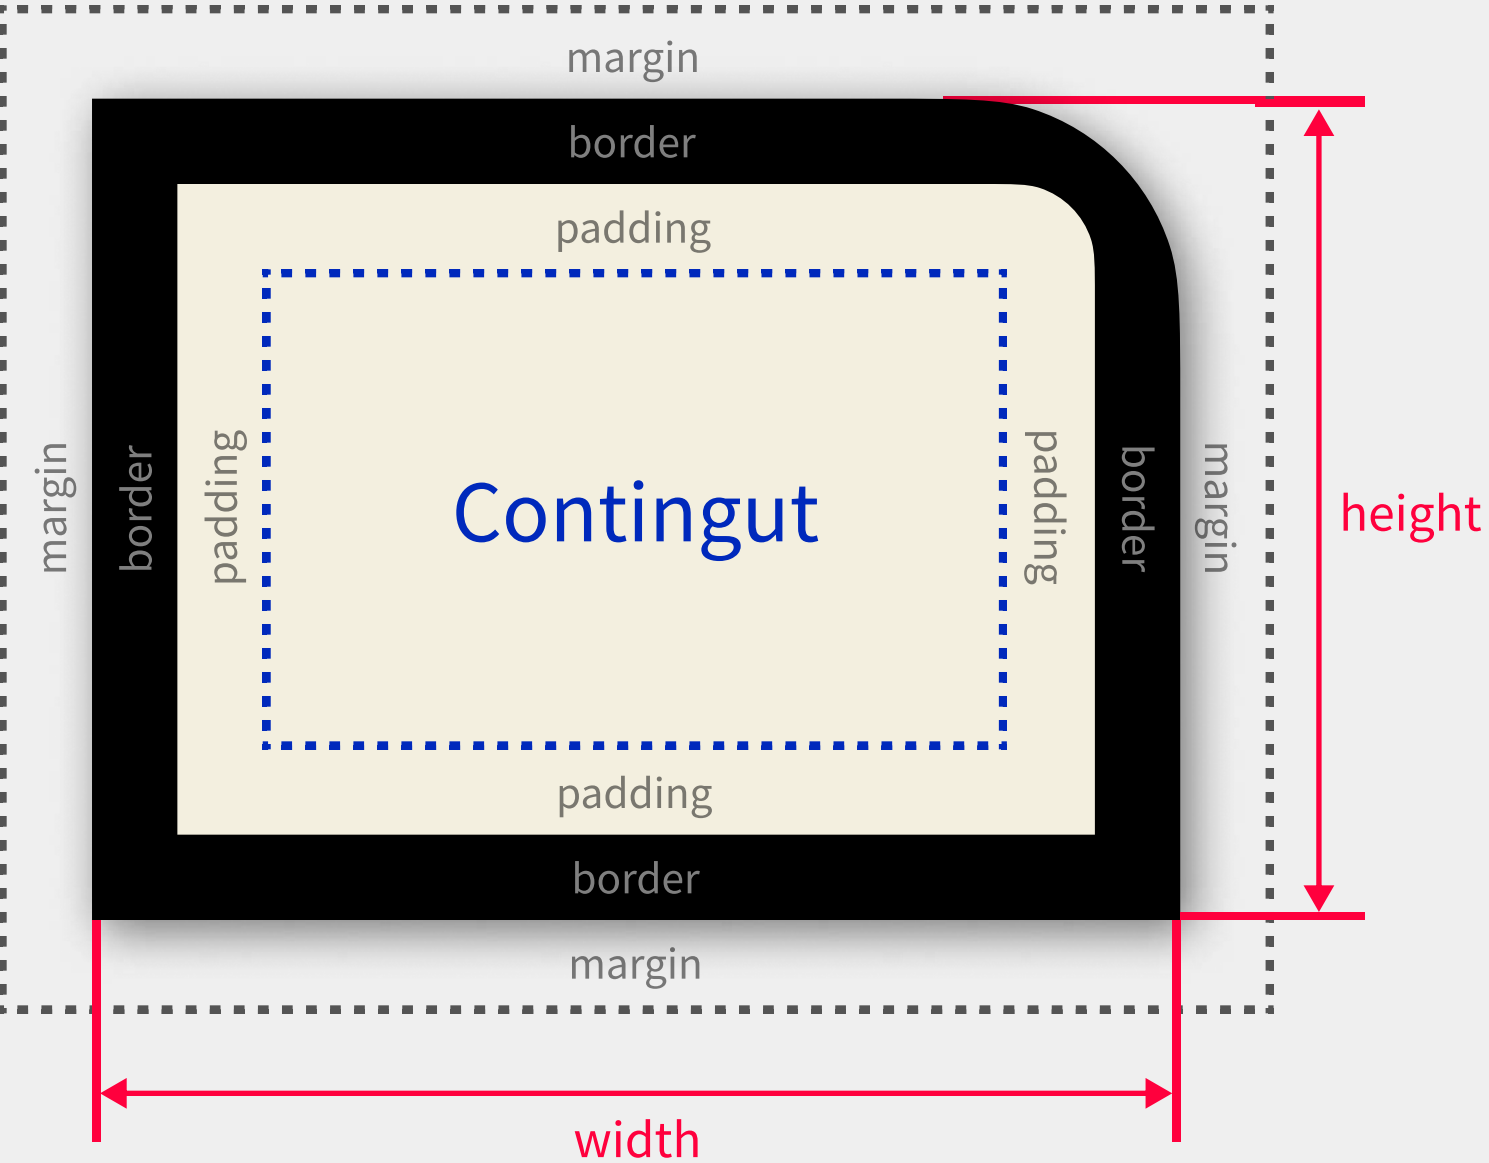 margin
border
padding
margin
border
padding
Contingut
padding
border
margin
height
padding
border
margin
width